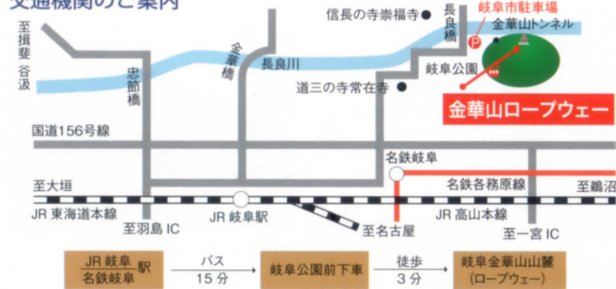 交通機関のご案内
至揖斐 谷汲
忠節橋
金華橋
長良川
信長の寺崇福寺
長良橋
岐阜市駐車場
P
金華山トンネル
岐阜公園
道三の寺常在寺
金華山ロープウェー
国道156号線
名鉄岐阜
至大垣
名鉄各務原線
至鵜沼
JR 東海道本線
JR 岐阜駅
JR 高山本線
至羽島 IC
至名古屋
至一宮 IC
JR 岐阜
名鉄岐阜
駅
バス
15 分
岐阜公園前下車
徒歩
3 分
岐阜金華山山麓
(ロープウェー)